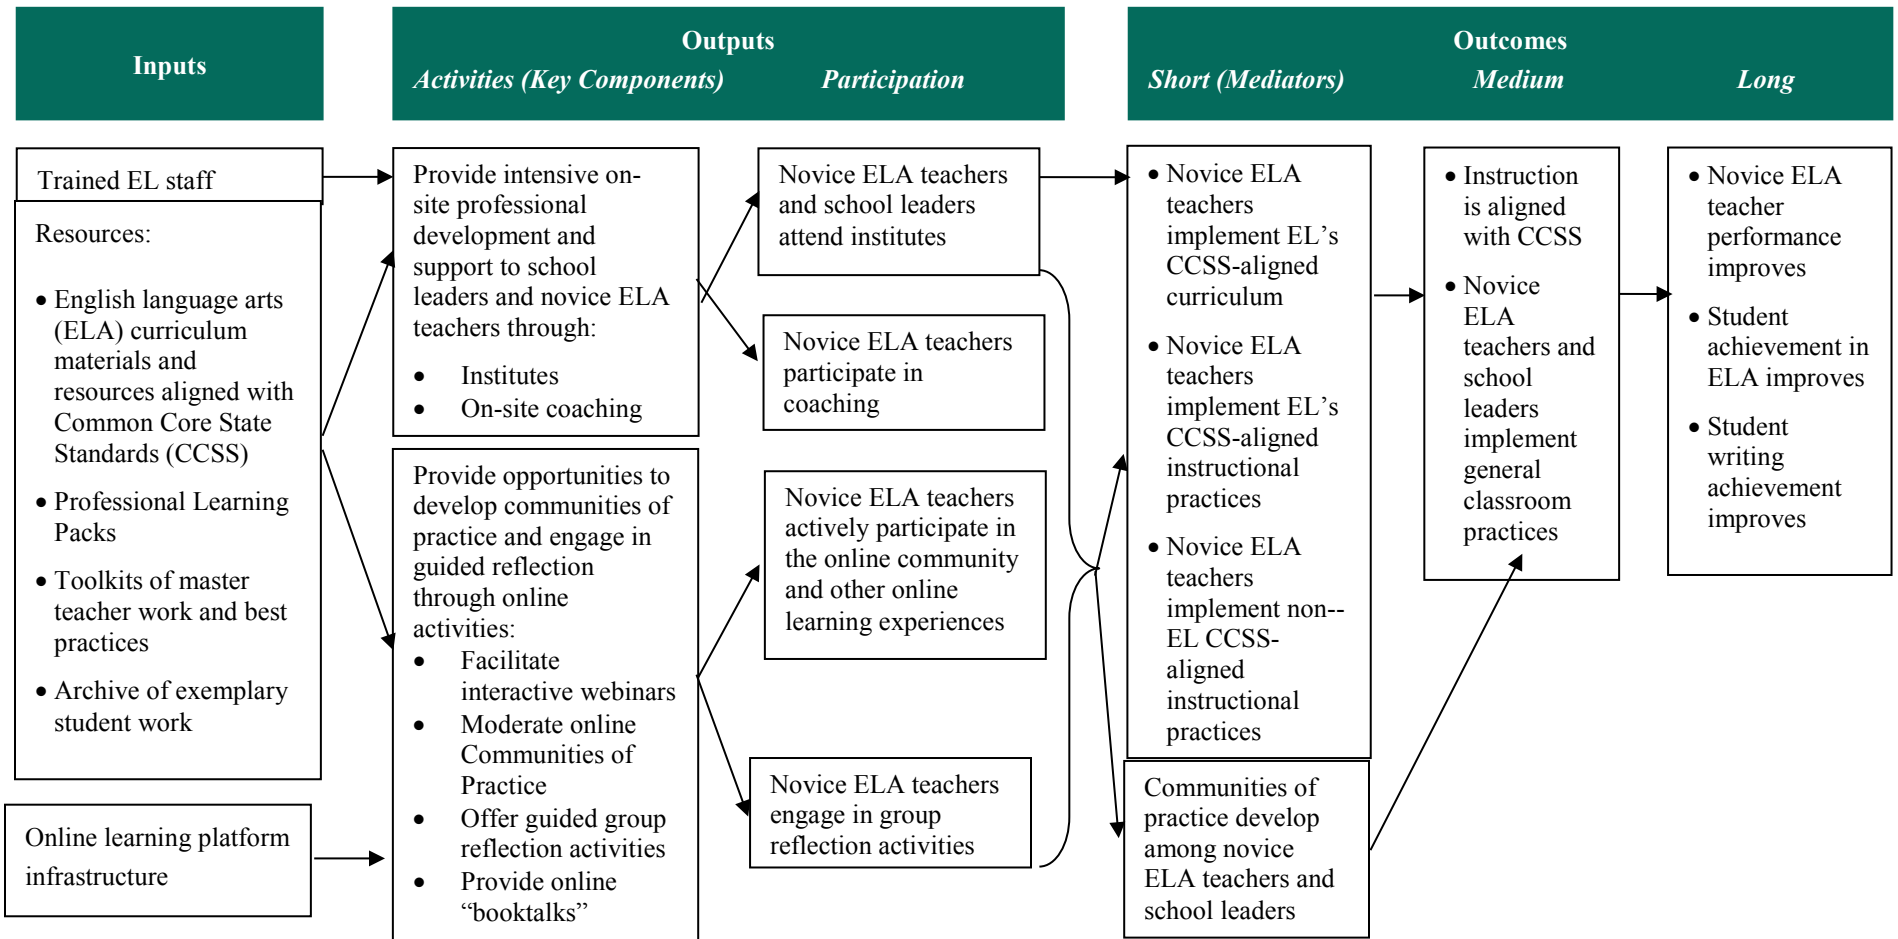 Inputs
Outputs
Activities (Key Components)
Participation
Outcomes
Short (Mediators)
Medium
Long
Trained EL staff
Resources:
• English language arts
(ELA) curriculum
materials and
resources aligned with
Common Core State
Standards (CCSS)
• Professional Learning
Packs
• Toolkits of master
teacher work and best
practices
• Archive of exemplary
student work
Online learning platform
infrastructure
Provide intensive on-
site professional
development and
support to school
leaders and novice ELA
teachers through:
• Institutes
• On-site coaching
Provide opportunities to
develop communities of
practice and engage in
guided reflection
through online
activities:
• Facilitate
interactive webinars
• Moderate online
Communities of
Practice
• Offer guided group
reflection activities
• Provide online
“booktalks”
Novice ELA teachers
and school leaders
attend institutes
Novice ELA teachers
participate in
coaching
Novice ELA teachers
actively participate in
the online community
and other online
learning experiences
Novice ELA teachers
engage in group
reflection activities
• Novice ELA
teachers
implement EL’s
CCSS-aligned
curriculum
• Novice ELA
teachers
implement EL’s
CCSS-aligned
instructional
practices
• Novice ELA
teachers
implement non--
EL CCSS-
aligned
instructional
practices
Communities of
practice develop
among novice
ELA teachers and
school leaders
• Instruction
is aligned
with CCSS
• Novice
ELA
teachers and
school
leaders
implement
general
classroom
practices
• Novice ELA
teacher
performance
improves
• Student
achievement in
ELA improves
• Student
writing
achievement
improves